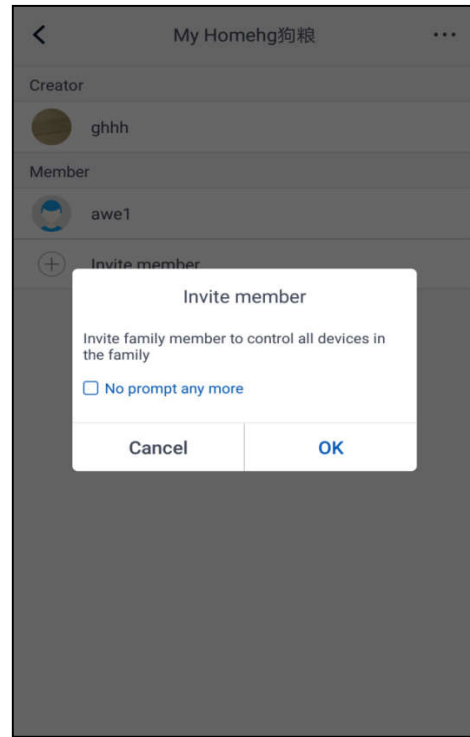 My Homehg狗粮
Creator
ghhh
Member
awe1
Invite member
Invite member
Invite family member to control all devices in
the family
No prompt any more
Cancel
OK